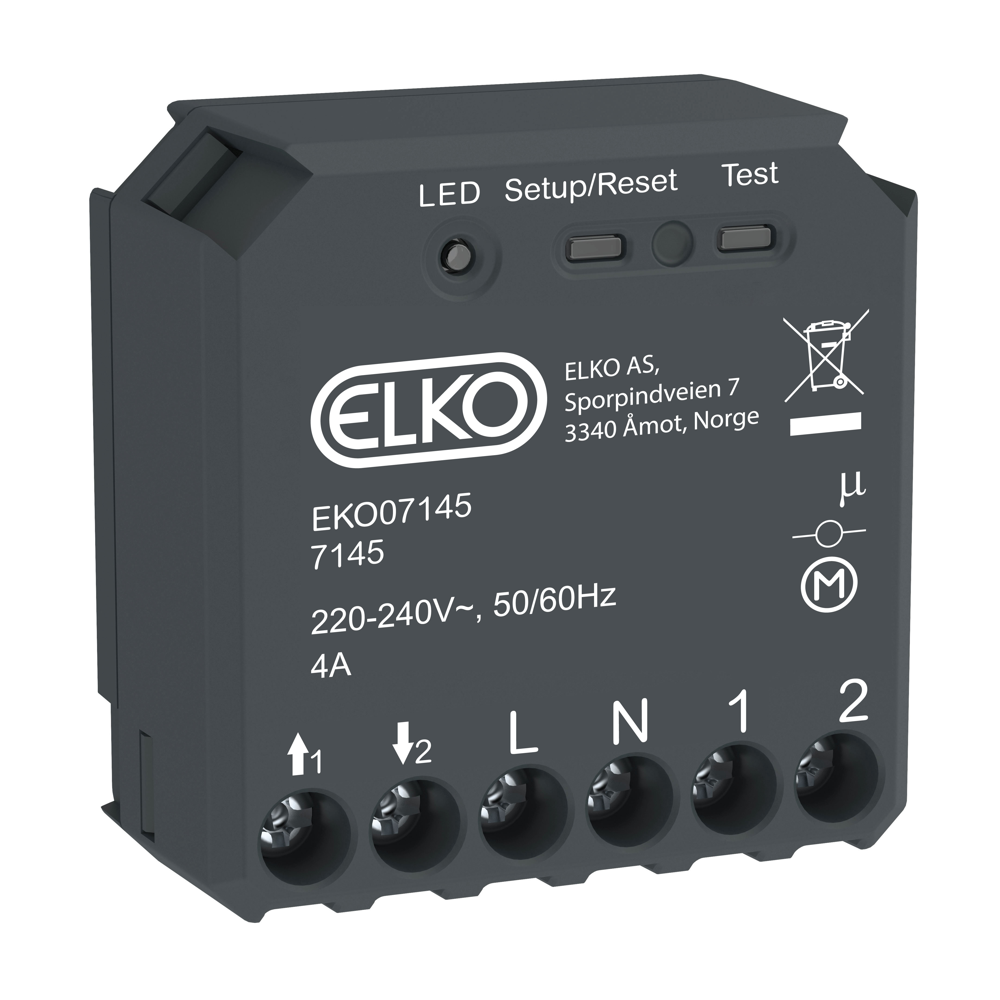 LED Setup/Reset Test
ELKO
ELKO AS,
Sporpindveien 7
3340 Åmot, Norge
EKO07145
7145
220-240V~, 50/60Hz
4A
μ
M
↑1 ↓2 L N 1 2